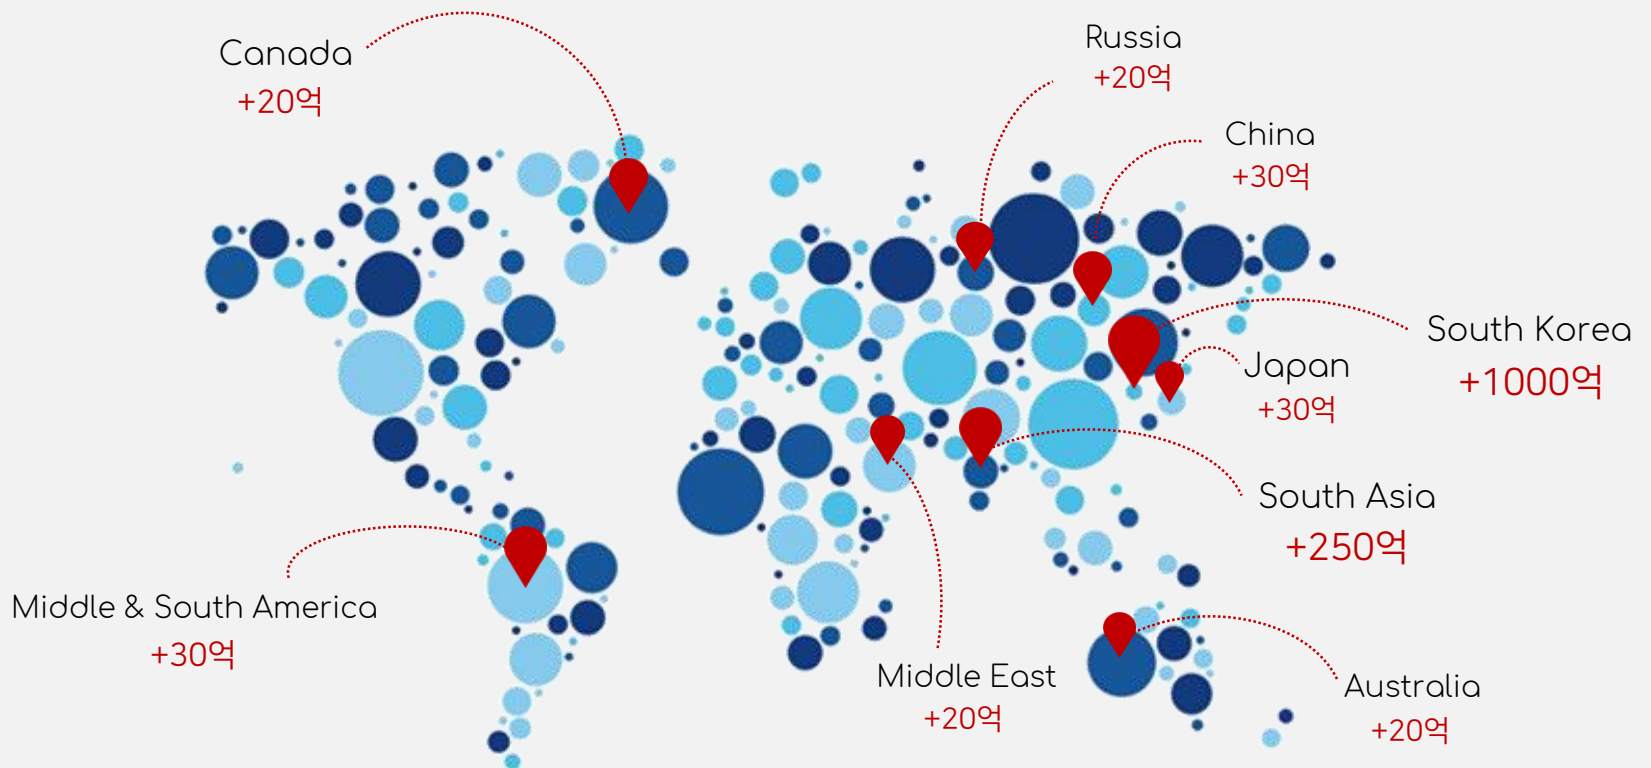 Canada
+20억
Russia
+20억
China
+30억
South Korea
+1000억
Japan
+30억
South Asia
+250억
Middle & South America
+30억
Middle East
+20억
Australia
+20억